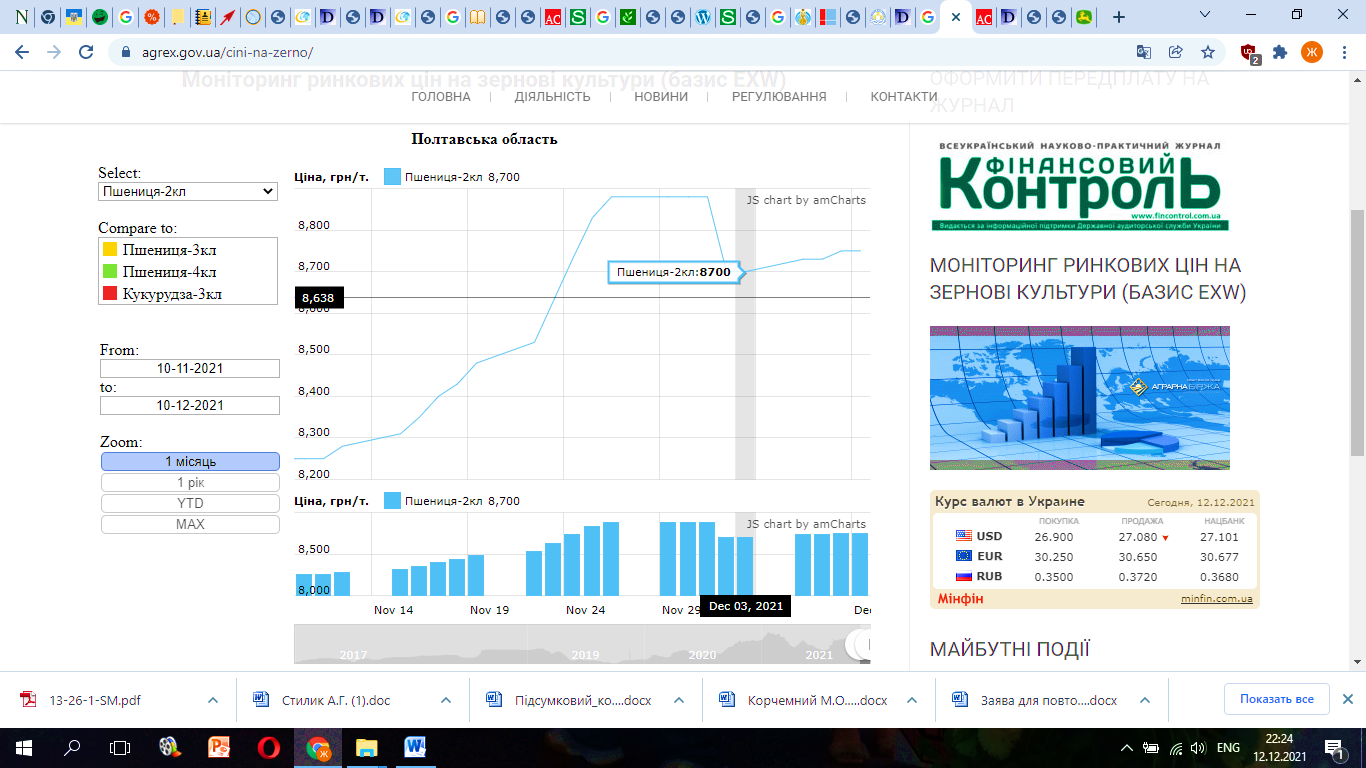 agrex.gov.ua/cini-na-zerno/
2
Ж
Моніторинг ринкових цін на зернові культури (базис EXW)
ОФОРМИТИ ПЕРЕДПЛАТУ НА
ЖУРНАЛ
ГОЛОВНА
ДІЯЛЬНІСТЬ
НОВИНИ
РЕГУЛЮВАННЯ
КОНТАКТИ
Полтавська область
Select:
Пшениця-2кл
Compare to:
Пшениця-3кл
Пшениця-4кл
Кукурудза-3кл
From:
10-11-2021
to:
10-12-2021
Zoom:
1 місяць
1 рік
YTD
MAX
Ціна, грн/т. Пшениця-2кл 8,700
JS chart by amCharts
8,800
8,700
Пшениця-2кл:8700
8,638
8,600
8,500
8,400
8,300
8,200
Ціна, грн/т. Пшениця-2кл 8,700
JS chart by amCharts
8,500
8,000
Nov 14 Nov 19 Nov 24 Nov 29 Dec 03, 2021 De
2017 2019 2020 2021
ВСЕУКРАЇНСЬКИЙ НАУКОВО-ПРАКТИЧНИЙ ЖУРНАЛ
ФІНАНСОВИЙ
КОНТРОЛЬ
www.fincontrol.com.ua
Видається за інформаційної підтримки Державної аудиторської служби України
МОНІТОРИНГ РИНКОВИХ ЦІН НА
ЗЕРНОВІ КУЛЬТУРИ (БАЗИС EXW)
АГРАРНА
БІРЖА
Курс валют в Украине Сегодня, 12.12.2021
ПОКУПКА ПРОДАЖА НАЦБАНК
USD 26.900 27.080 27.101
EUR 30.250 30.650 30.677
RUB 0.3500 0.3720 0.3680
Мінфін minfin.com.ua
МАЙБУТНІ ПОДІЇ
13-26-1-SM.pdf
Стилик А.Г. (1).doc
Підсумковий_ко....docx
Корчемний М.О.....docx
Заява для повто....docx
Показать все
ENG
22:24
12.12.2021
1